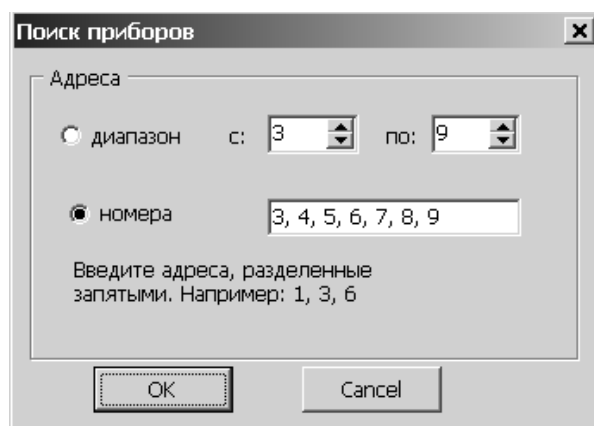 Поиск приборов
Адреса
диапазон с: 3 по: 9
номера 3, 4, 5, 6, 7, 8, 9
Введите адреса, разделенные
запятыми. Например: 1, 3, 6
OK Cancel